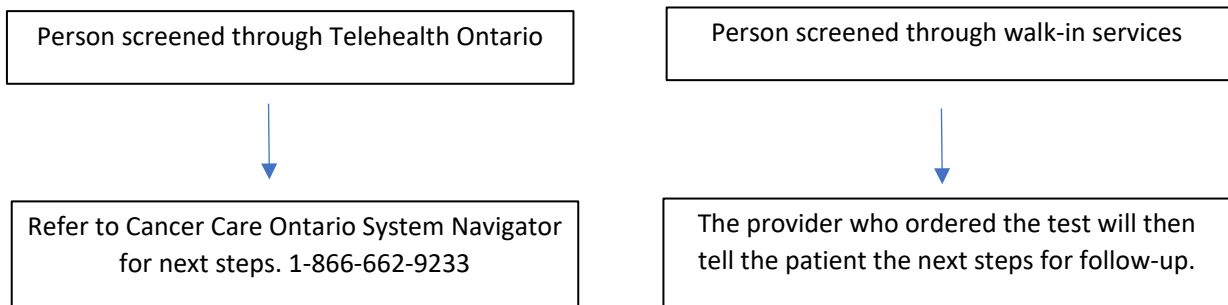 Person screened through Telehealth Ontario
Person screened through walk-in services
Refer to Cancer Care Ontario System Navigator
for next steps. 1-866-662-9233
The provider who ordered the test will then
tell the patient the next steps for follow-up.